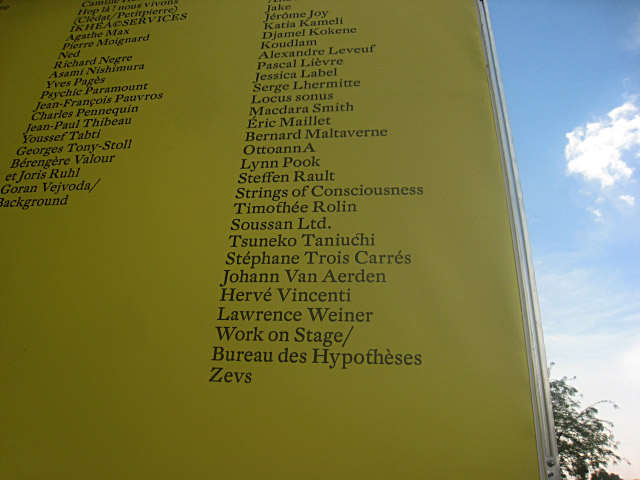 Hop là ! nous vivons
(Clédat/Petitpierre)
IKHÉA©SERVICES
Agathe Max
Pierre Moignard
Ned
Richard Negre
Asami Nishimura
Yves Pagès
Psychic Paramount
Jean-François Pauvros
Charles Pennequin
Jean-Paul Thibeau
Youssef Tabti
Georges Tony-Stoll
Bérengère Valour
et Joris Ruhl
Goran Vejvoda/
Background
Jake
Jérôme Joy
Katia Kameli
Djamel Kokene
Koudlam
Alexandre Leveuf
Pascal Lièvre
Jessica Label
Serge Lhermitte
Locus sonus
Macdara Smith
Éric Maillet
Bernard Maltaverne
OttoannA
Lynn Pook
Steffen Rault
Strings of Consciousness
Timothée Rolin
Soussan Ltd.
Tsuneko Taniuchi
Stéphane Trois Carrés
Johann Van Aerden
Hervé Vincenti
Lawrence Weiner
Work on Stage/
Bureau des Hypothèses
Zevs